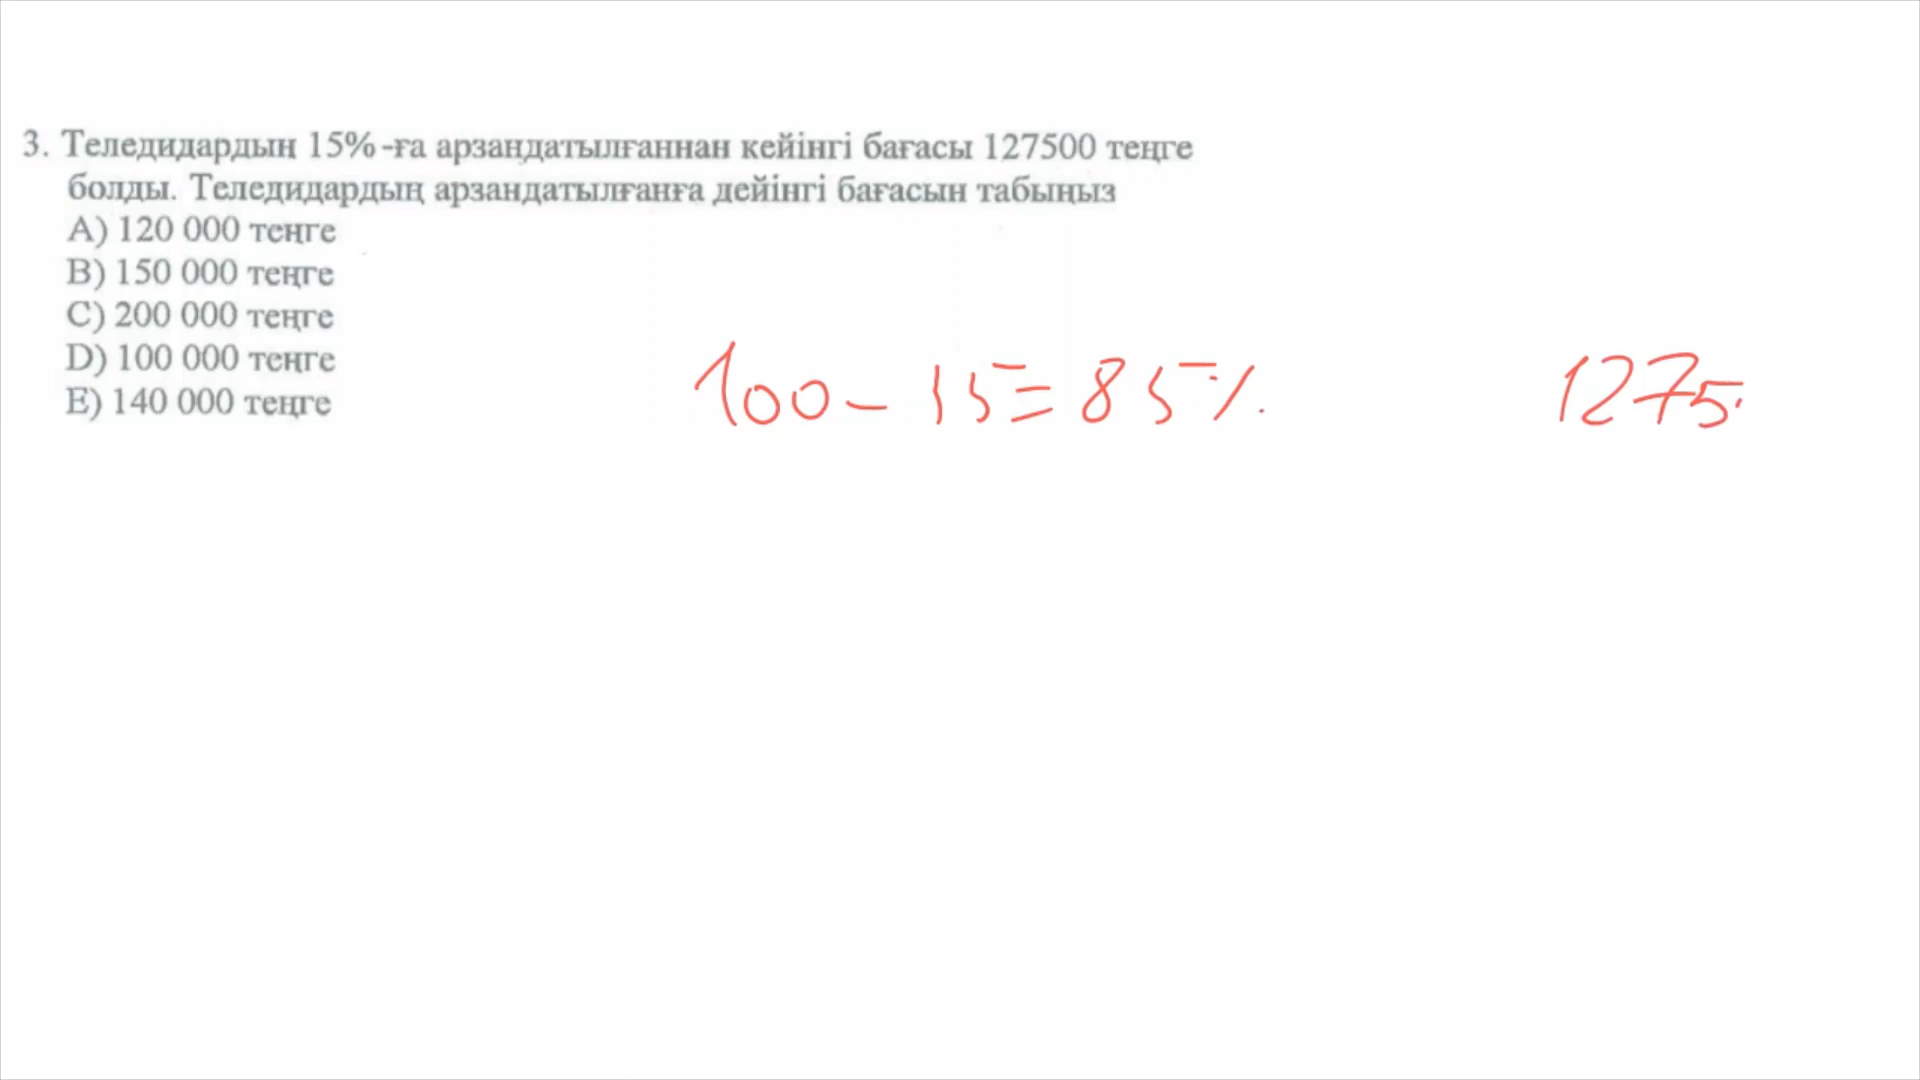 3. Теледидардың 15%-ға арзандатылғаннан кейінгі бағасы 127500 теңге
болды. Теледидардың арзандатылғанға дейінгі бағасын табыңыз
A) 120 000 теңге
B) 150 000 теңге
C) 200 000 теңге
D) 100 000 теңге
E) 140 000 теңге
100 - 15 = 85%
1275